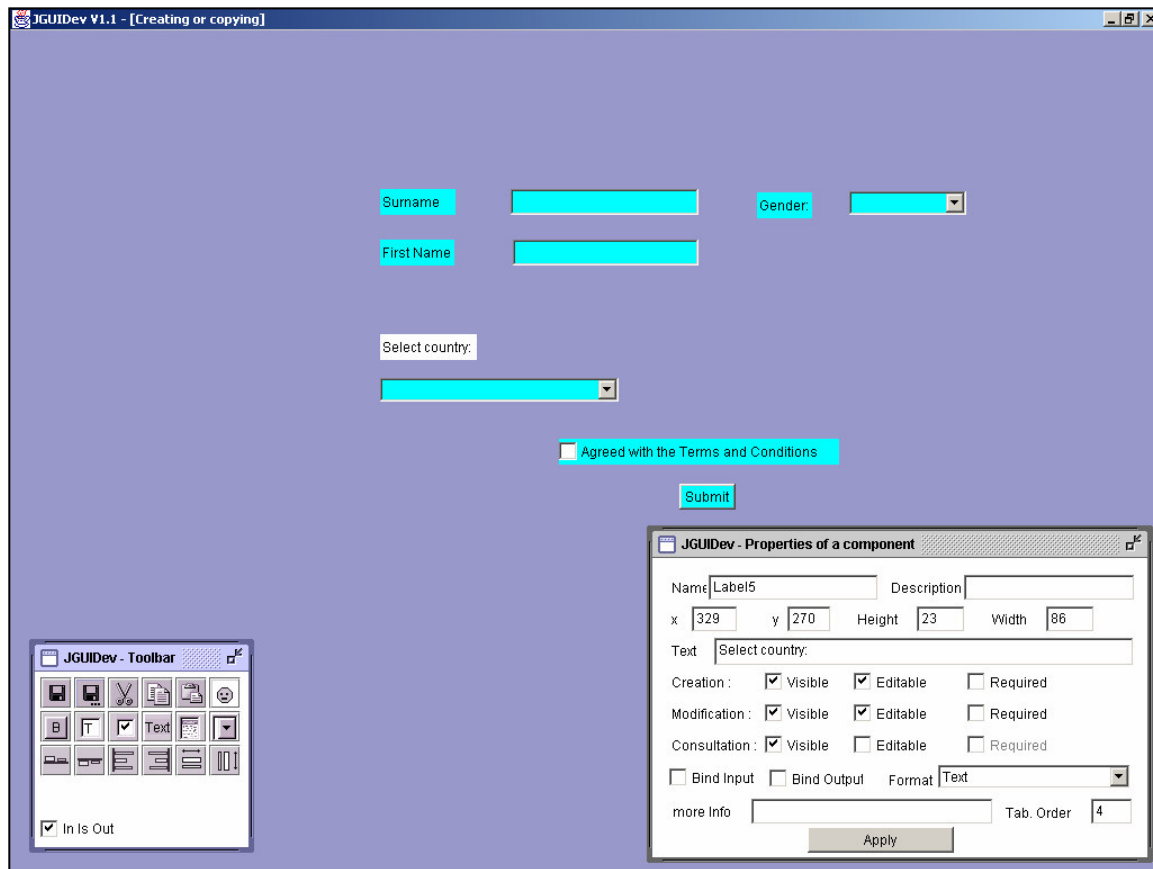 JGUIDev V1.1 - [Creating or copying]
Surname
Gender:
First Name
Select country:
Agreed with the Terms and Conditions
Submit
JGUIDev - Toolbar
B T Text
In Is Out
JGUIDev - Properties of a component
Name Label5 Description
x 329 y 270 Height 23 Width 86
Text Select country:
Creation : Visible Editable Required
Modification : Visible Editable Required
Consultation : Visible Editable Required
Bind Input Bind Output Format Text
more Info Tab. Order 4
Apply